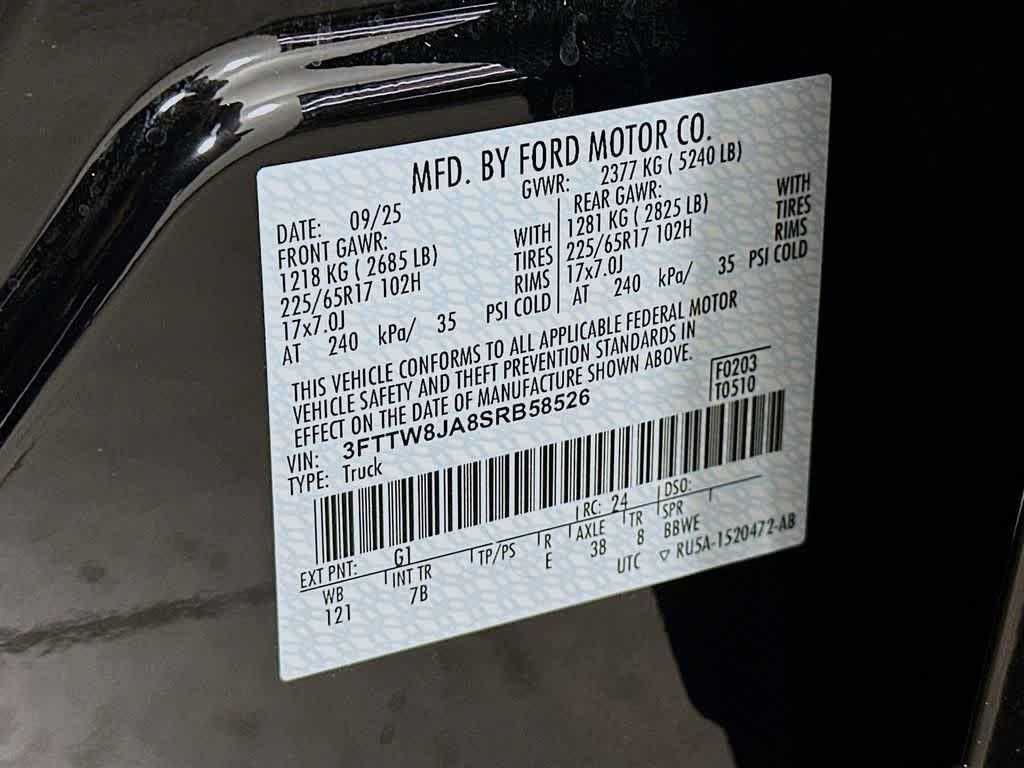 MFD. BY FORD MOTOR CO.
DATE: 09/25
GVWR: 2377 KG ( 5240 LB)
FRONT GAWR:
1218 KG ( 2685 LB) WITH
225/65R17 102H TIRES
17x7.0J RIMS
AT 240 kPa/ 35 PSI COLD
REAR GAWR:
1281 KG ( 2825 LB) WITH
225/65R17 102H TIRES
17x7.0J RIMS
AT 240 kPa/ 35 PSI COLD
THIS VEHICLE CONFORMS TO ALL APPLICABLE FEDERAL MOTOR
VEHICLE SAFETY AND THEFT PREVENTION STANDARDS IN
EFFECT ON THE DATE OF MANUFACTURE SHOWN ABOVE.
VIN: 3FTTW8JA8SRB58526
TYPE: Truck
F0203
T0510
EXT PNT: G1 RC: 24 DSO:
WB INT TR TP/PS R AXLE TR SPR
121 7B E 38 8 BBWE
UTC ▽ RU5A-1520472-AB